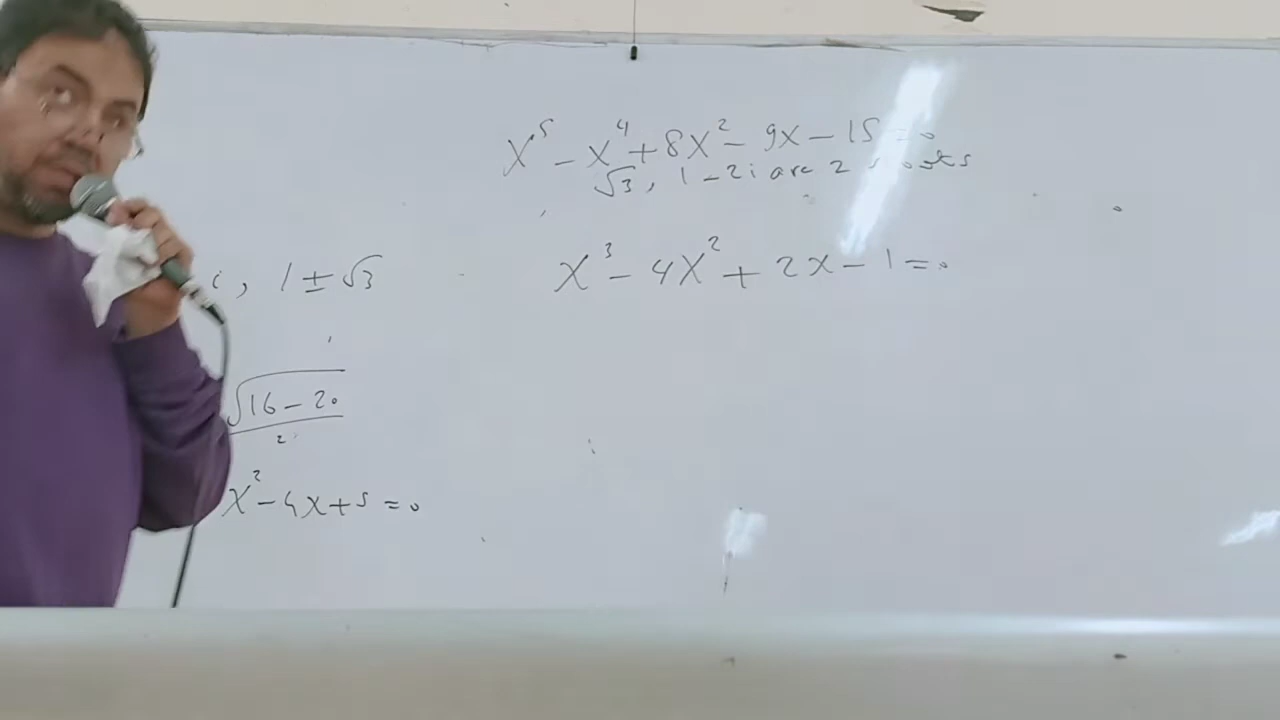 x⁵ - x⁴ + 8x² - 9x - 15 = 0
√3, 1 - 2i are 2 roots
i, 1 ± √3
x³ - 4x² + 2x - 1 = 0
√16 - 20
2
x² - 4x + 5 = 0